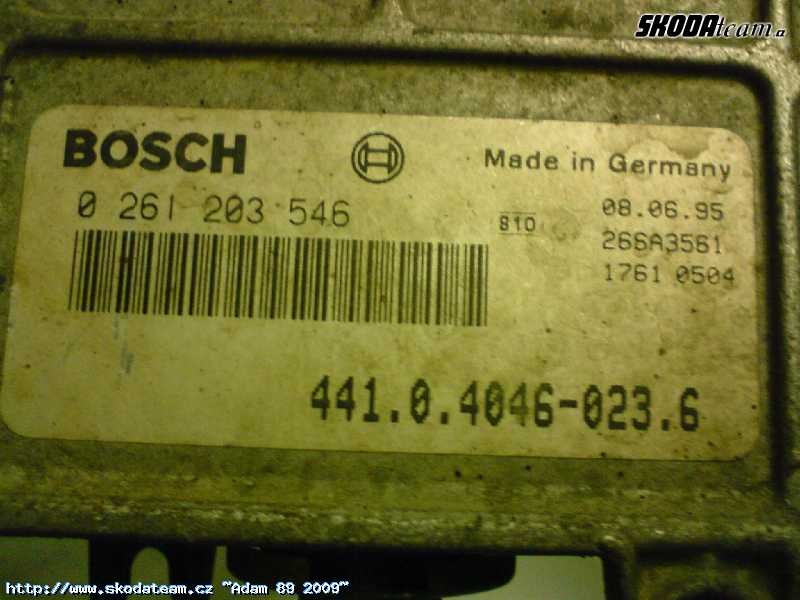 SKODAteam.cz
BOSCH
Made in Germany
0 261 203 546
810
08.06.95
266A3561
1761 0504
441.0.4046-023.6
http://www.skodateam.cz "Adam 89 2009"